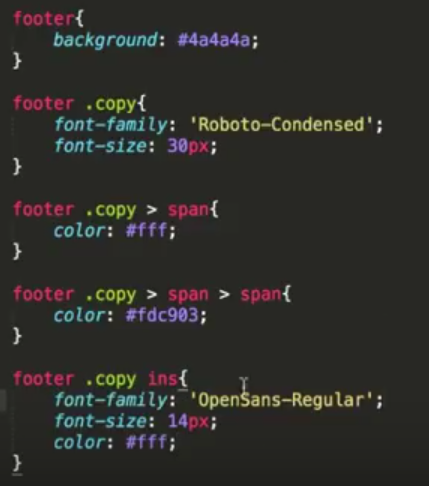 footer{
    background: #4a4a4a;
}

footer .copy{
    font-family: 'Roboto-Condensed';
    font-size: 30px;
}

footer .copy > span{
    color: #fff;
}

footer .copy > span > span{
    color: #fdc903;
}

footer .copy ins{
    font-family: 'OpenSans-Regular';
    font-size: 14px;
    color: #fff;
}